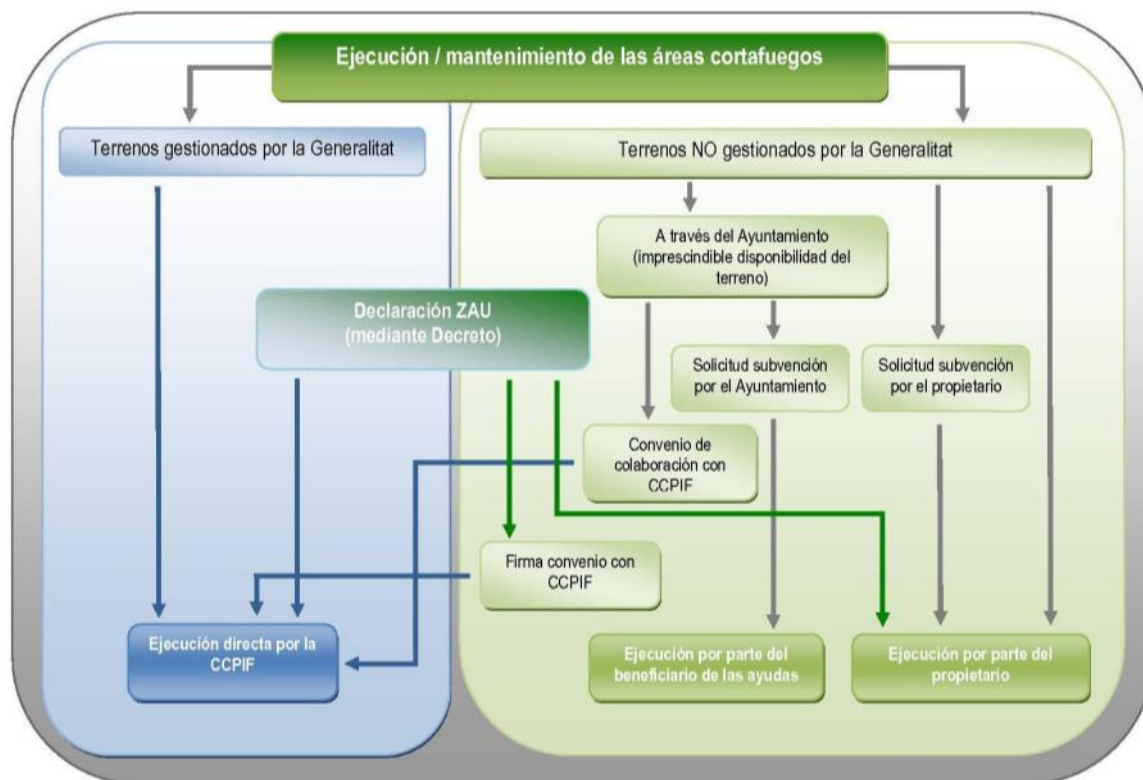 Ejecución / mantenimiento de las áreas cortafuegos
Terrenos gestionados por la Generalitat
Terrenos NO gestionados por la Generalitat
A través del Ayuntamiento
(imprescindible disponibilidad del
terreno)
Declaración ZAU
(mediante Decreto)
Solicitud subvención
por el Ayuntamiento
Solicitud subvención
por el propietario
Convenio de
colaboración con
CCPIF
Firma convenio con
CCPIF
Ejecución directa por la
CCPIF
Ejecución por parte del
beneficiario de las ayudas
Ejecución por parte del
propietario